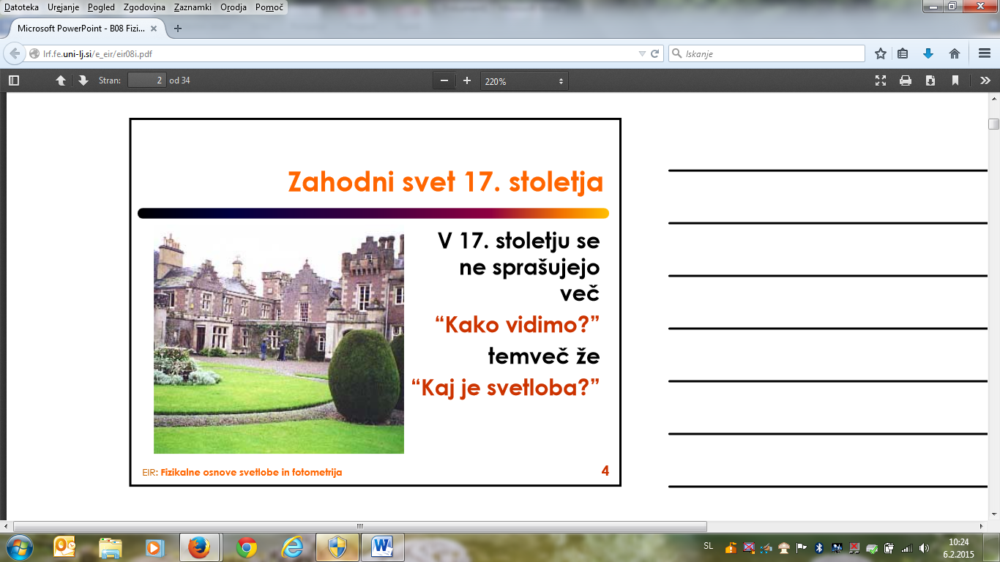 Datoteka Urejanje Pogled Zgodovina Zaznamki Orodja Pomoč
Microsoft PowerPoint - B08 Fizi...
lrf.fe.uni-lj.si/e_eir/eir08i.pdf
Iskanje
Stran: 2 od 34
220%
Zahodni svet 17. stoletja
V 17. stoletju se
ne sprašujejo
več
“Kako vidimo?”
temveč že
“Kaj je svetloba?”
EIR: Fizikalne osnove svetlobe in fotometrija
4
SL
10:24
6.2.2015